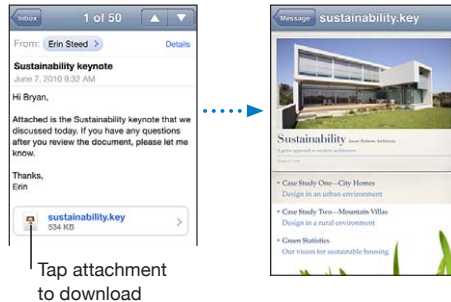 Inbox
1 of 50
From: Erin Steed >
Details
Sustainability keynote
June 7, 2010 9:32 AM
Hi Bryan,
Attached is the Sustainability keynote that we
discussed today. If you have any questions
after you review the document, please let me
know.
Thanks,
Erin
sustainability.key
534 KB
Tap attachment
to download
Message
sustainability.key
Sustainability
Case Study One—City Homes
Design in an urban environment
Case Study Two—Mountain Villas
Design in a rural environment
Green Statistics
Our vision for sustainable housing